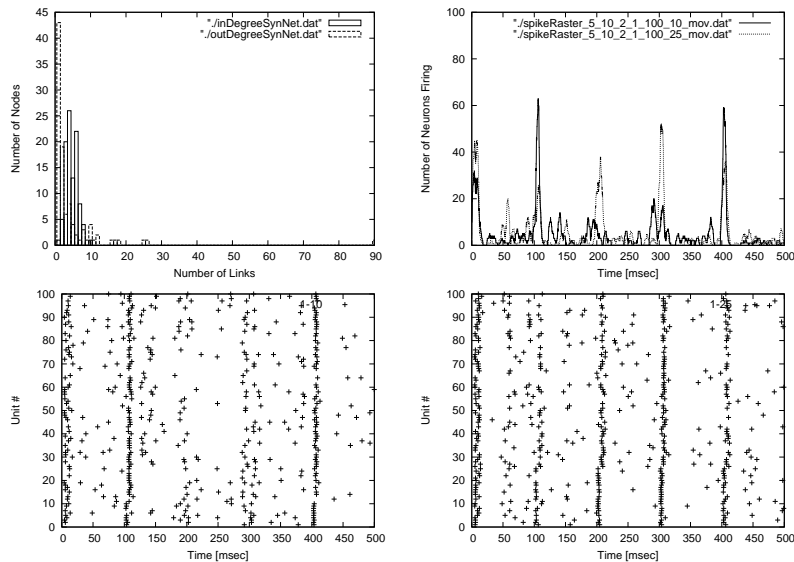 "./inDegreeSynNet.dat"
"./outDegreeSynNet.dat"
Number of Nodes
45
40
35
30
25
20
15
10
5
0
0 10 20 30 40 50 60 70 80 90
Number of Links
"./spikeRaster_5_10_2_1_100_10_mov.dat"
"./spikeRaster_5_10_2_1_100_25_mov.dat"
Number of Neurons Firing
100
80
60
40
20
0
0 50 100 150 200 250 300 350 400 450 500
Time [msec]
1-10
Unit #
100
90
80
70
60
50
40
30
20
10
0
0 50 100 150 200 250 300 350 400 450 500
Time [msec]
1-25
Unit #
100
90
80
70
60
50
40
30
20
10
0
0 50 100 150 200 250 300 350 400 450 500
Time [msec]